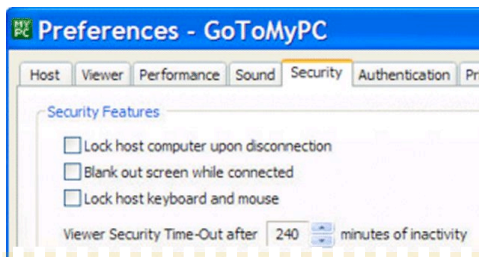 MY PC Preferences - GoToMyPC
Host Viewer Performance Sound Security Authentication Pr
Security Features
Lock host computer upon disconnection
Blank out screen while connected
Lock host keyboard and mouse
Viewer Security Time-Out after 240 minutes of inactivity